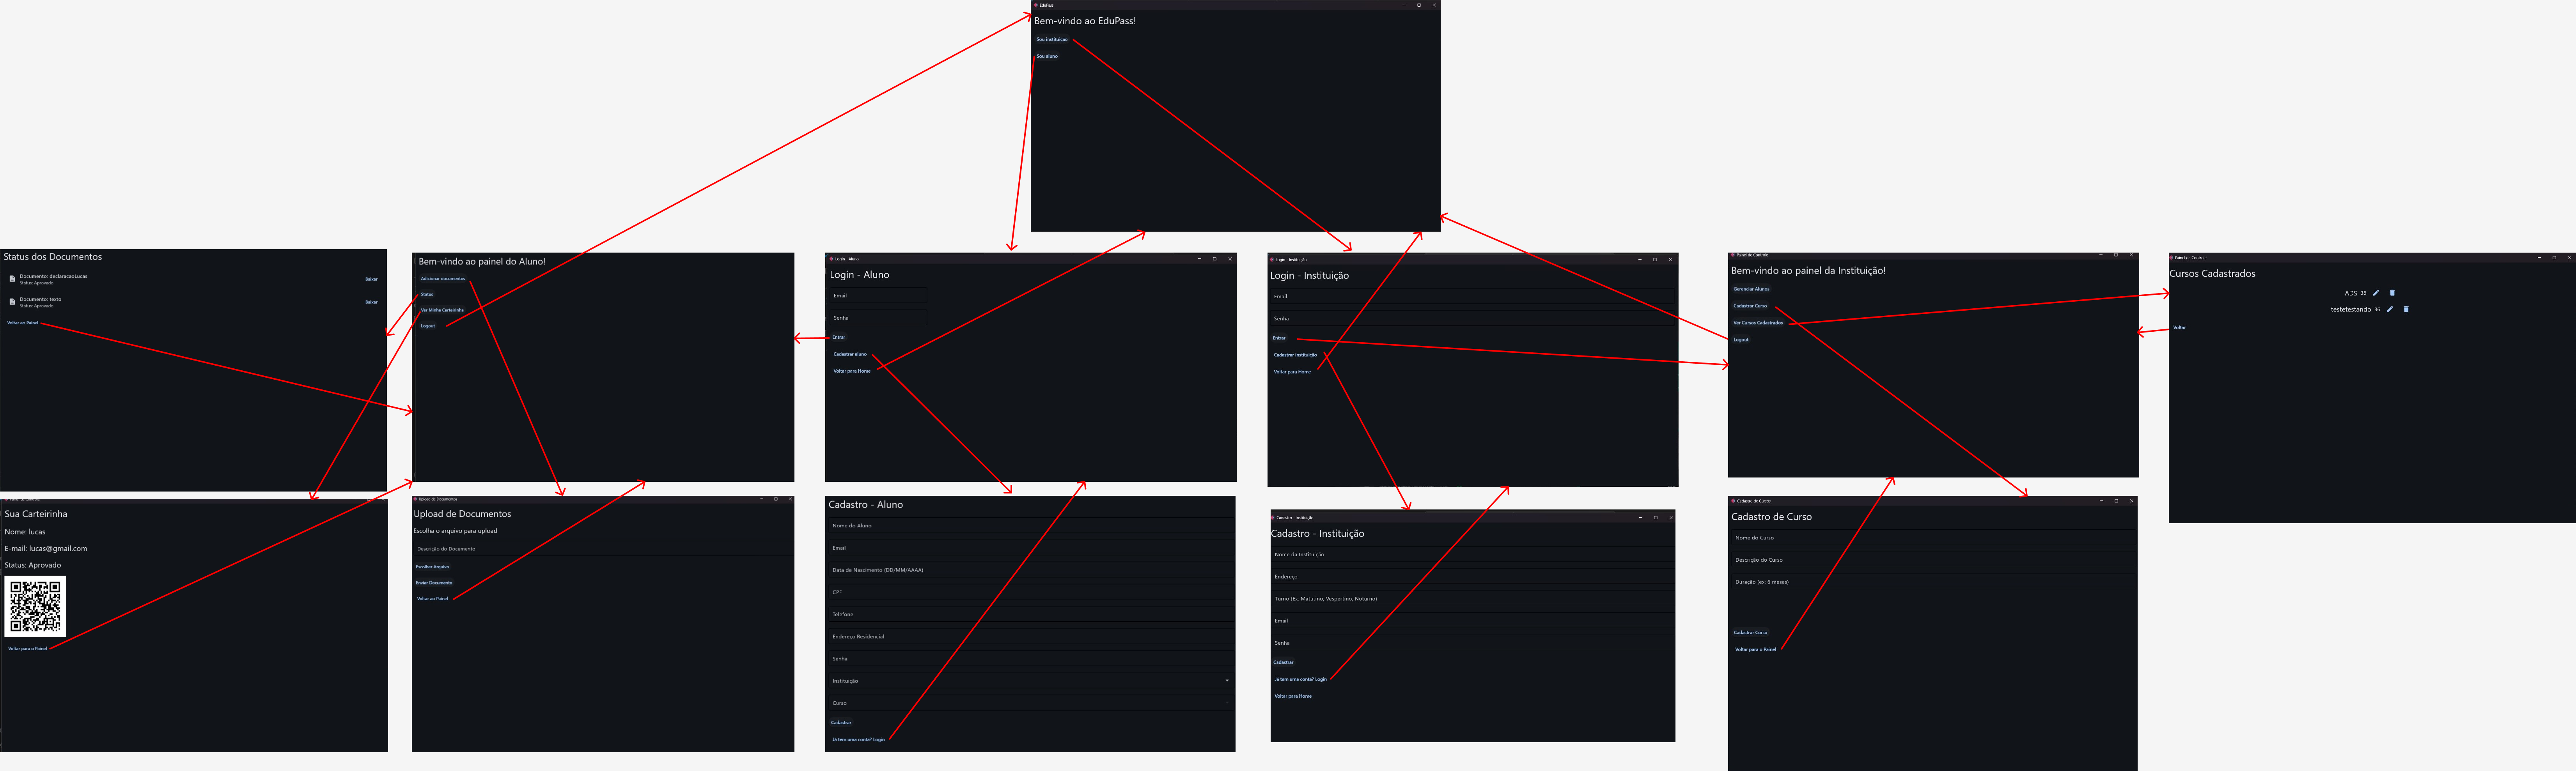 EduPass
Bem-vindo ao EduPass!
Sou instituição
Sou aluno
Status dos Documentos
Documento: declaracaoLucas
Status: Aprovado
Baixar
Documento: texto
Status: Aprovado
Baixar
Voltar ao Painel
Bem-vindo ao painel do Aluno!
Adicionar documentos
Status
Ver Minha Carteirinha
Logout
Login - Aluno
Login - Aluno
Email
Senha
Entrar
Cadastrar aluno
Voltar para Home
Login - Instituição
Login - Instituição
Email
Senha
Entrar
Cadastrar instituição
Voltar para Home
Painel de Controle
Bem-vindo ao painel da Instituição!
Gerenciar Alunos
Cadastrar Curso
Ver Cursos Cadastrados
Logout
Painel de Controle
Cursos Cadastrados
ADS 36
testetestando 36
Voltar
Sua Carteirinha
Nome: lucas
E-mail: lucas@gmail.com
Status: Aprovado
Voltar para o Painel
Upload de Documentos
Upload de Documentos
Escolha o arquivo para upload
Descrição do Documento
Escolher Arquivo
Enviar Documento
Voltar ao Painel
Cadastro - Aluno
Nome do Aluno
Email
Data de Nascimento (DD/MM/AAAA)
CPF
Telefone
Endereço Residencial
Senha
Instituição
Curso
Cadastrar
Já tem uma conta? Login
Cadastro - Instituição
Cadastro - Instituição
Nome da Instituição
Endereço
Turno (Ex: Matutino, Vespertino, Noturno)
Email
Senha
Cadastrar
Já tem uma conta? Login
Voltar para Home
Cadastro de Curso
Cadastro de Curso
Nome do Curso
Descrição do Curso
Duração (ex: 6 meses)
Cadastrar Curso
Voltar para o Painel